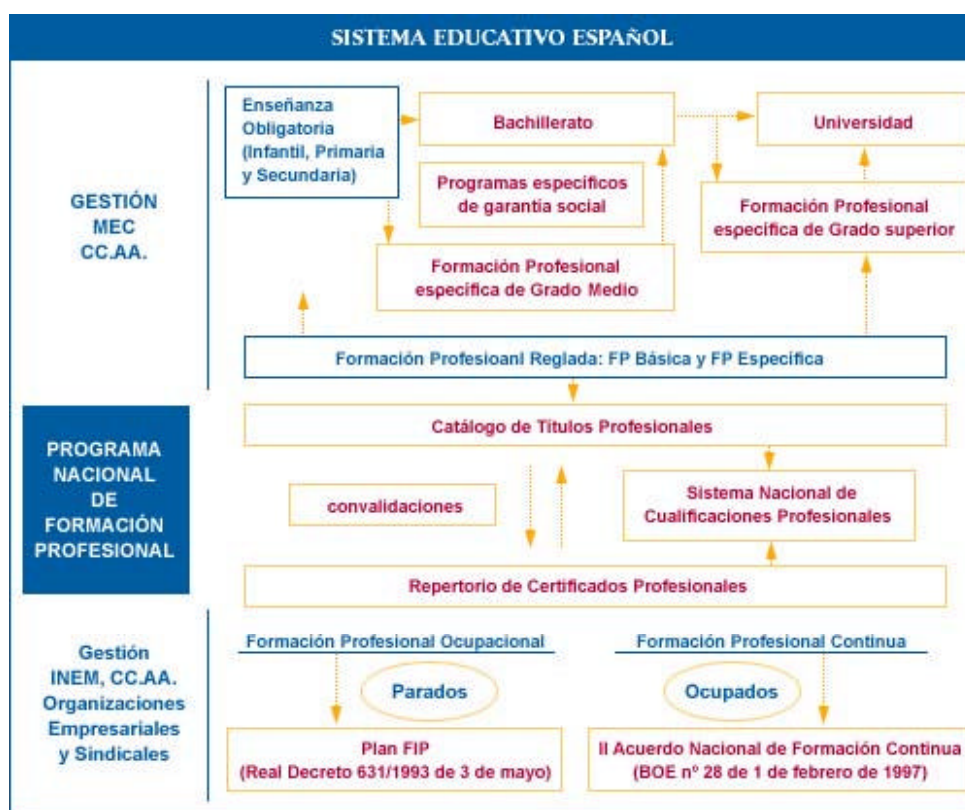 SISTEMA EDUCATIVO ESPAÑOL
GESTIÓN
MEC
CC.AA.
Enseñanza
Obligatoria
(Infantil, Primaria
y Secundaria)
Bachillerato
Universidad
Programas específicos
de garantía social
Formación Profesional
específica de Grado superior
Formación Profesional
específica de Grado Medio
Formación Profesioanl Reglada: FP Básica y FP Específica
PROGRAMA
NACIONAL
DE
FORMACIÓN
PROFESIONAL
Catálogo de Títulos Profesionales
convalidaciones
Sistema Nacional de
Cualificaciones Profesionales
Repertorio de Certificados Profesionales
Gestión
INEM, CC.AA.
Organizaciones
Empresariales
y Sindicales
Formación Profesional Ocupacional
Parados
Plan FIP
(Real Decreto 631/1993 de 3 de mayo)
Formación Profesional Continua
Ocupados
II Acuerdo Nacional de Formación Continua
(BOE nº 28 de 1 de febrero de 1997)